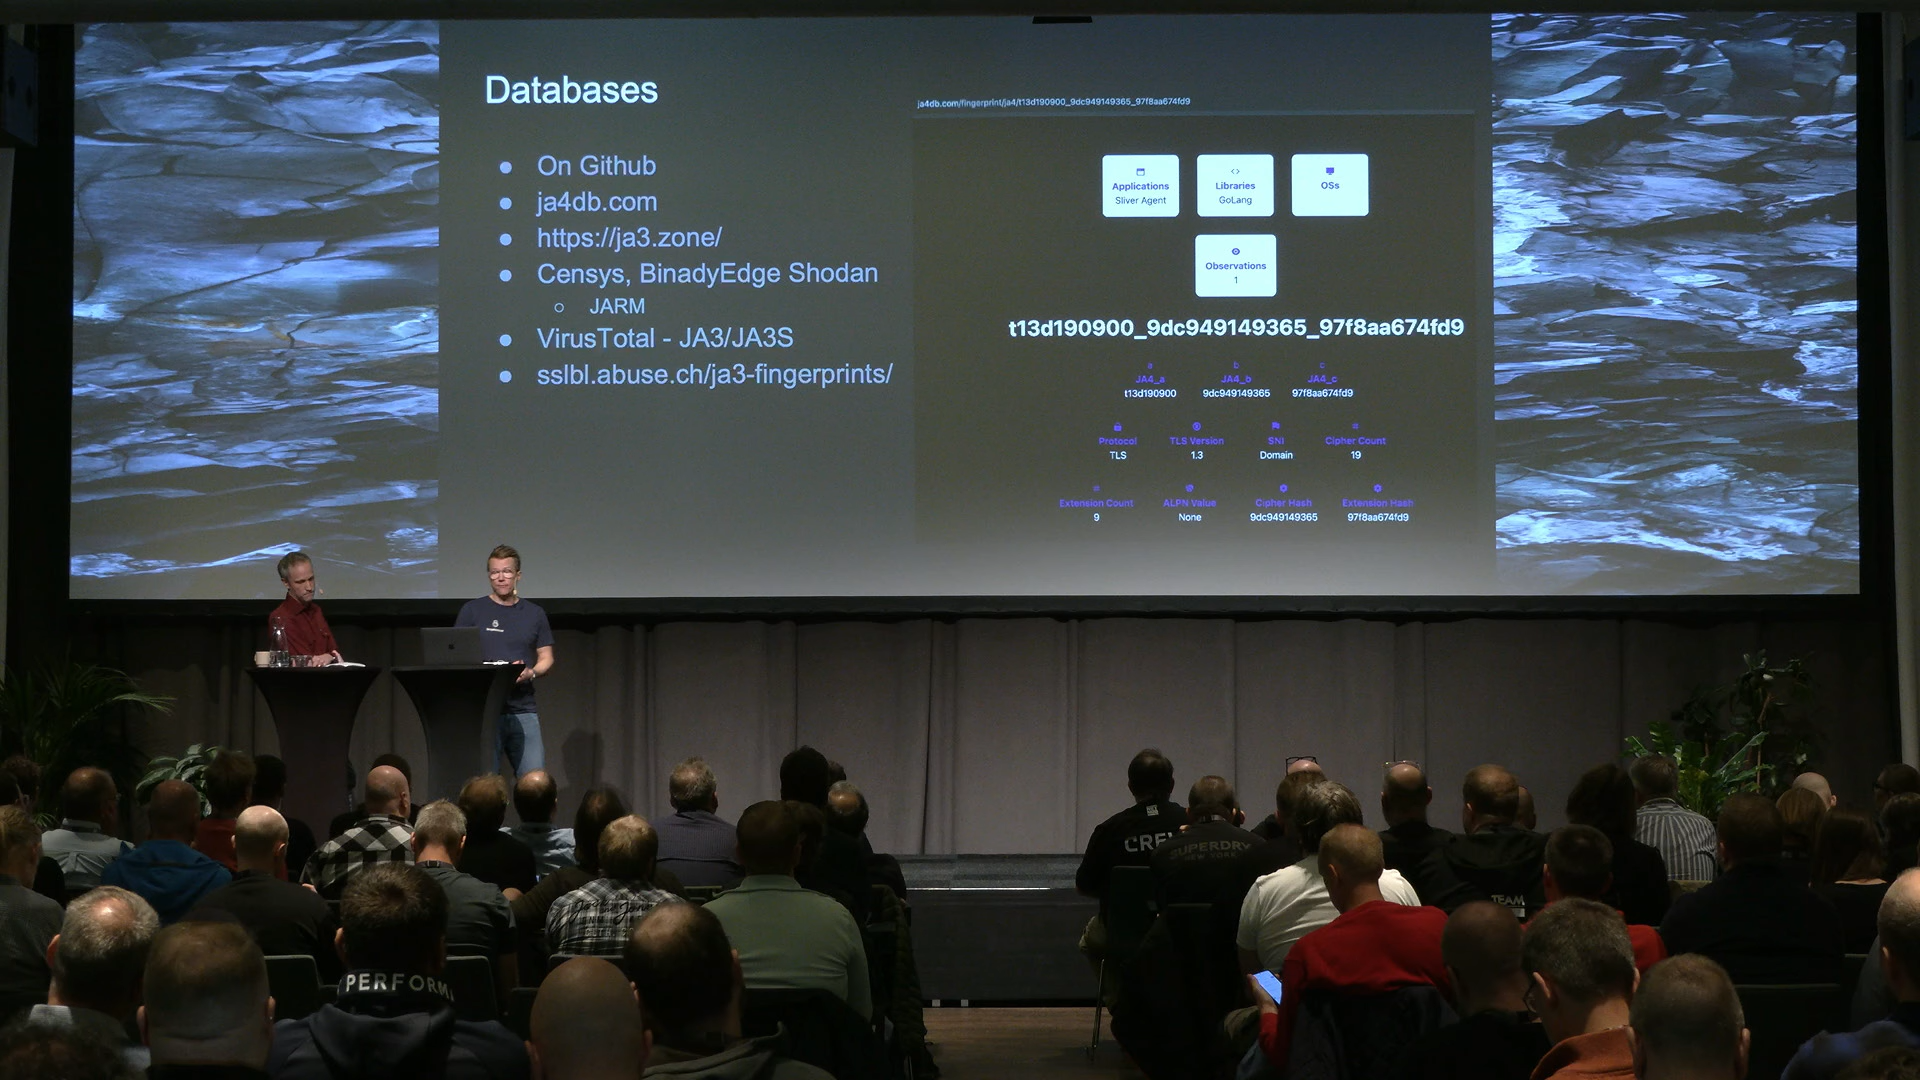 Databases
On Github
ja4db.com
https://ja3.zone/
Censys, BinadyEdge Shodan
JARM
VirusTotal - JA3/JA3S
sslbl.abuse.ch/ja3-fingerprints/
ja4db.com/fingerprint/ja4/t13d190900_9dc949149365_97f8aa674fd9
Applications Libraries OSs
Sliver Agent GoLang
Observations
1
t13d190900_9dc949149365_97f8aa674fd9
a b c
JA4_a JA4_b JA4_c
t13d190900 9dc949149365 97f8aa674fd9
Protocol TLS Version SNI Cipher Count
TLS 1.3 Domain 19
Extension Count ALPN Value Cipher Hash Extension Hash
9 None 9dc949149365 97f8aa674fd9
SUPERDRY
NEW YORK
TEAM
PERFORM